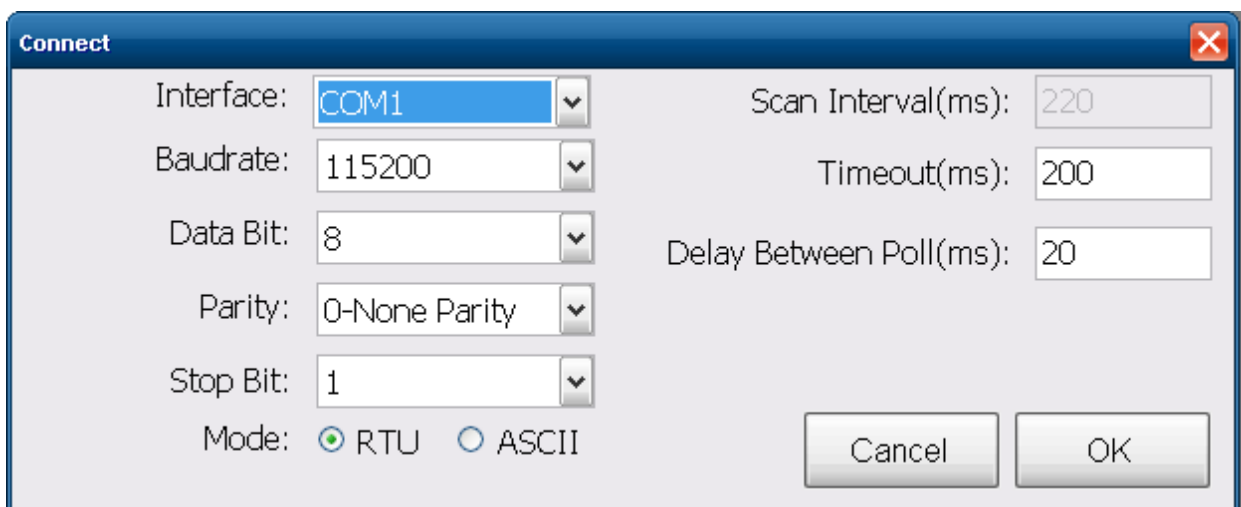 Connect
Interface: COM1
Scan Interval(ms): 220
Baudrate: 115200
Timeout(ms): 200
Data Bit: 8
Delay Between Poll(ms): 20
Parity: 0-None Parity
Stop Bit: 1
Mode: RTU ASCII
Cancel OK